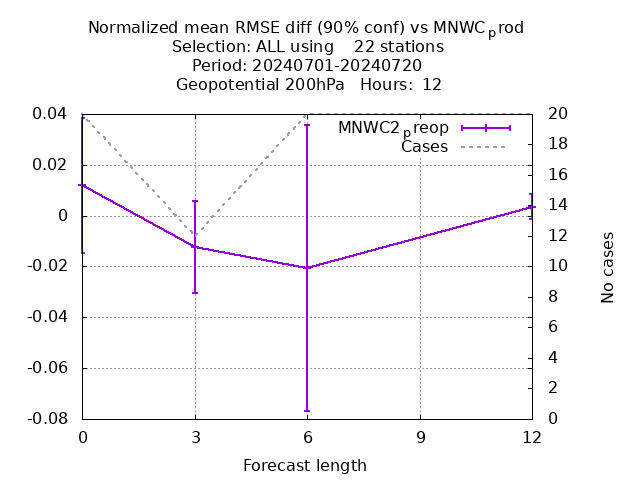 Normalized mean RMSE diff (90% conf) vs MNWCprod
Selection: ALL using    22 stations
Period: 20240701-20240720
Geopotential 200hPa   Hours:  12
MNWC2preop
Cases
0.04
0.02
0
-0.02
-0.04
-0.06
-0.08
20
18
16
14
12
10
8
6
4
2
0
No cases
0 3 6 9 12
Forecast length